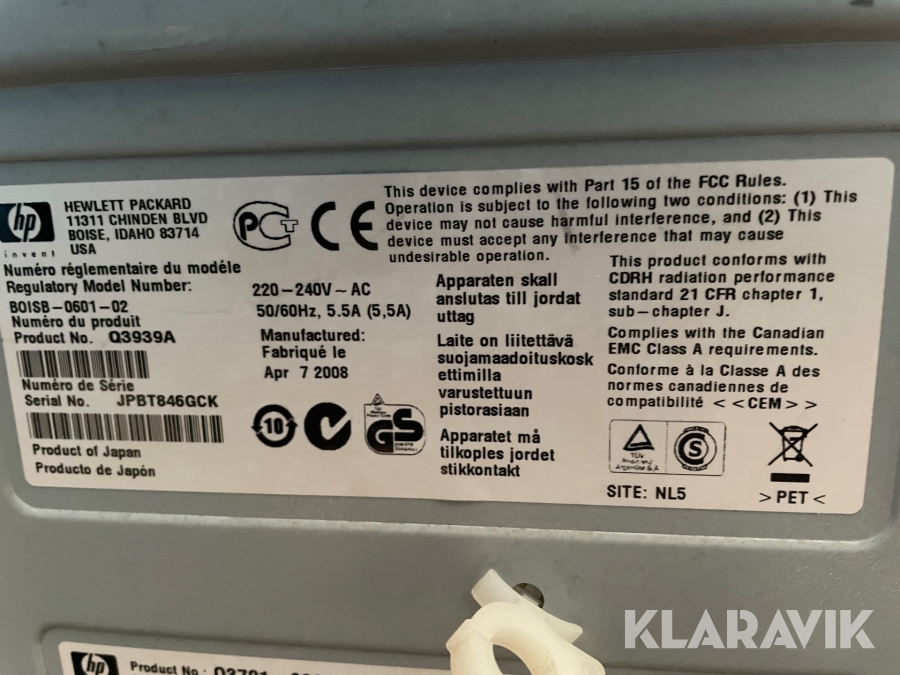 hp
invent
HEWLETT PACKARD
11311 CHINDEN BLVD
BOISE, IDAHO 83714
USA
Numéro réglementaire du modéle
Regulatory Model Number:
BOISB-0601-02
Numéro du produit
Product No. Q3939A
Numéro de Série
Serial No. JPBT846GCK
Product of Japan
Producto de Japón
220-240V~AC
50/60Hz, 5.5A (5,5A)
Manufactured:
Fabriqué le
Apr 7 2008
10
GS
This device complies with Part 15 of the FCC Rules.
Operation is subject to the following two conditions: (1) This
device may not cause harmful interference, and (2) This
device must accept any interference that may cause
undesirable operation.
Apparaten skall
anslutas till jordat
uttag
Laite on liitettävä
suojamaadoituskosk
ettimilla
varustettuun
pistorasiaan
Apparatet må
tilkoples jordet
stikkontakt
This product conforms with
CDRH radiation performance
standard 21 CFR chapter 1,
sub-chapter J.
Complies with the Canadian
EMC Class A requirements.
Conforme à la Classe A des
normes canadiennes de
compatibilité <<CEM>>
TÜV
S
SITE: NL5
>PET<
hp
Product No:
KLARAVIK